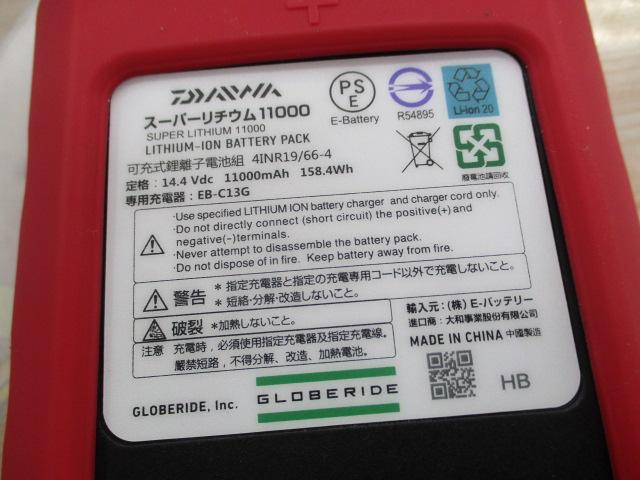 DAIWA
スーパーリチウム11000
SUPER LITHIUM 11000
LITHIUM-ION BATTERY PACK
可充式鋰離子電池組 4INR19/66-4
定格：14.4 Vdc 11000mAh 158.4Wh
専用充電器：EB-C13G
PS
E
E-Battery
R54895
Li-ion 20
廢電池請回收
・Use specified LITHIUM ION battery charger and charger cord only.
・Do not directly connect (short circuit) the positive(+) and
negative(-)terminals.
・Never attempt to disassemble the battery pack.
・Do not dispose of in fire. Keep battery away from fire.
警告
＊指定充電器と指定の充電専用コード以外で充電しないこと。
＊短絡・分解・改造しないこと。
破裂
＊加熱しないこと。
注意
充電時，必須使用指定充電器及指定充電線。
嚴禁短路，不得分解、改造、加熱電池。
輸入元：(株) E-バッテリー
進口商：大和事業股份有限公司
MADE IN CHINA 中國製造
GLOBERIDE, Inc.
GLOBERIDE
HB